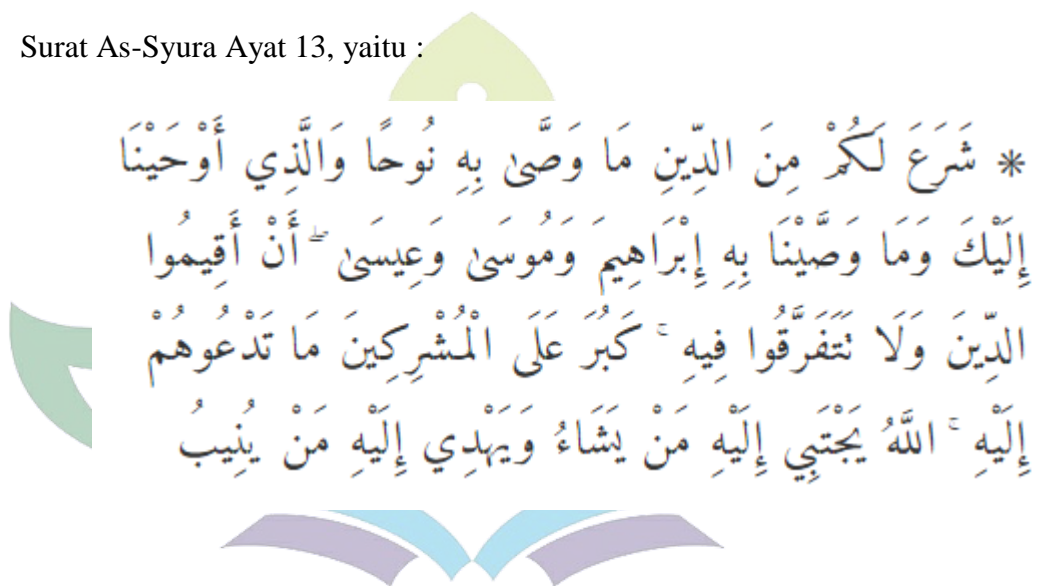 Surat As-Syura Ayat 13, yaitu :
* شَرَعَ لَكُمْ مِنَ الدِّينِ مَا وَصَّىٰ بِهِ نُوحًا وَالَّذِي أَوْحَيْنَا
إِلَيْكَ وَمَا وَصَّيْنَا بِهِ إِبْرَاهِيمَ وَمُوسَىٰ وَعِيسَىٰ ۖ أَنْ أَقِيمُوا
الدِّينَ وَلَا تَتَفَرَّقُوا فِيهِ ۚ كَبُرَ عَلَى الْمُشْرِكِينَ مَا تَدْعُوهُمْ
إِلَيْهِ ۚ اللَّهُ يَجْتَبِي إِلَيْهِ مَنْ يَشَاءُ وَيَهْدِي إِلَيْهِ مَنْ يُنِيبُ